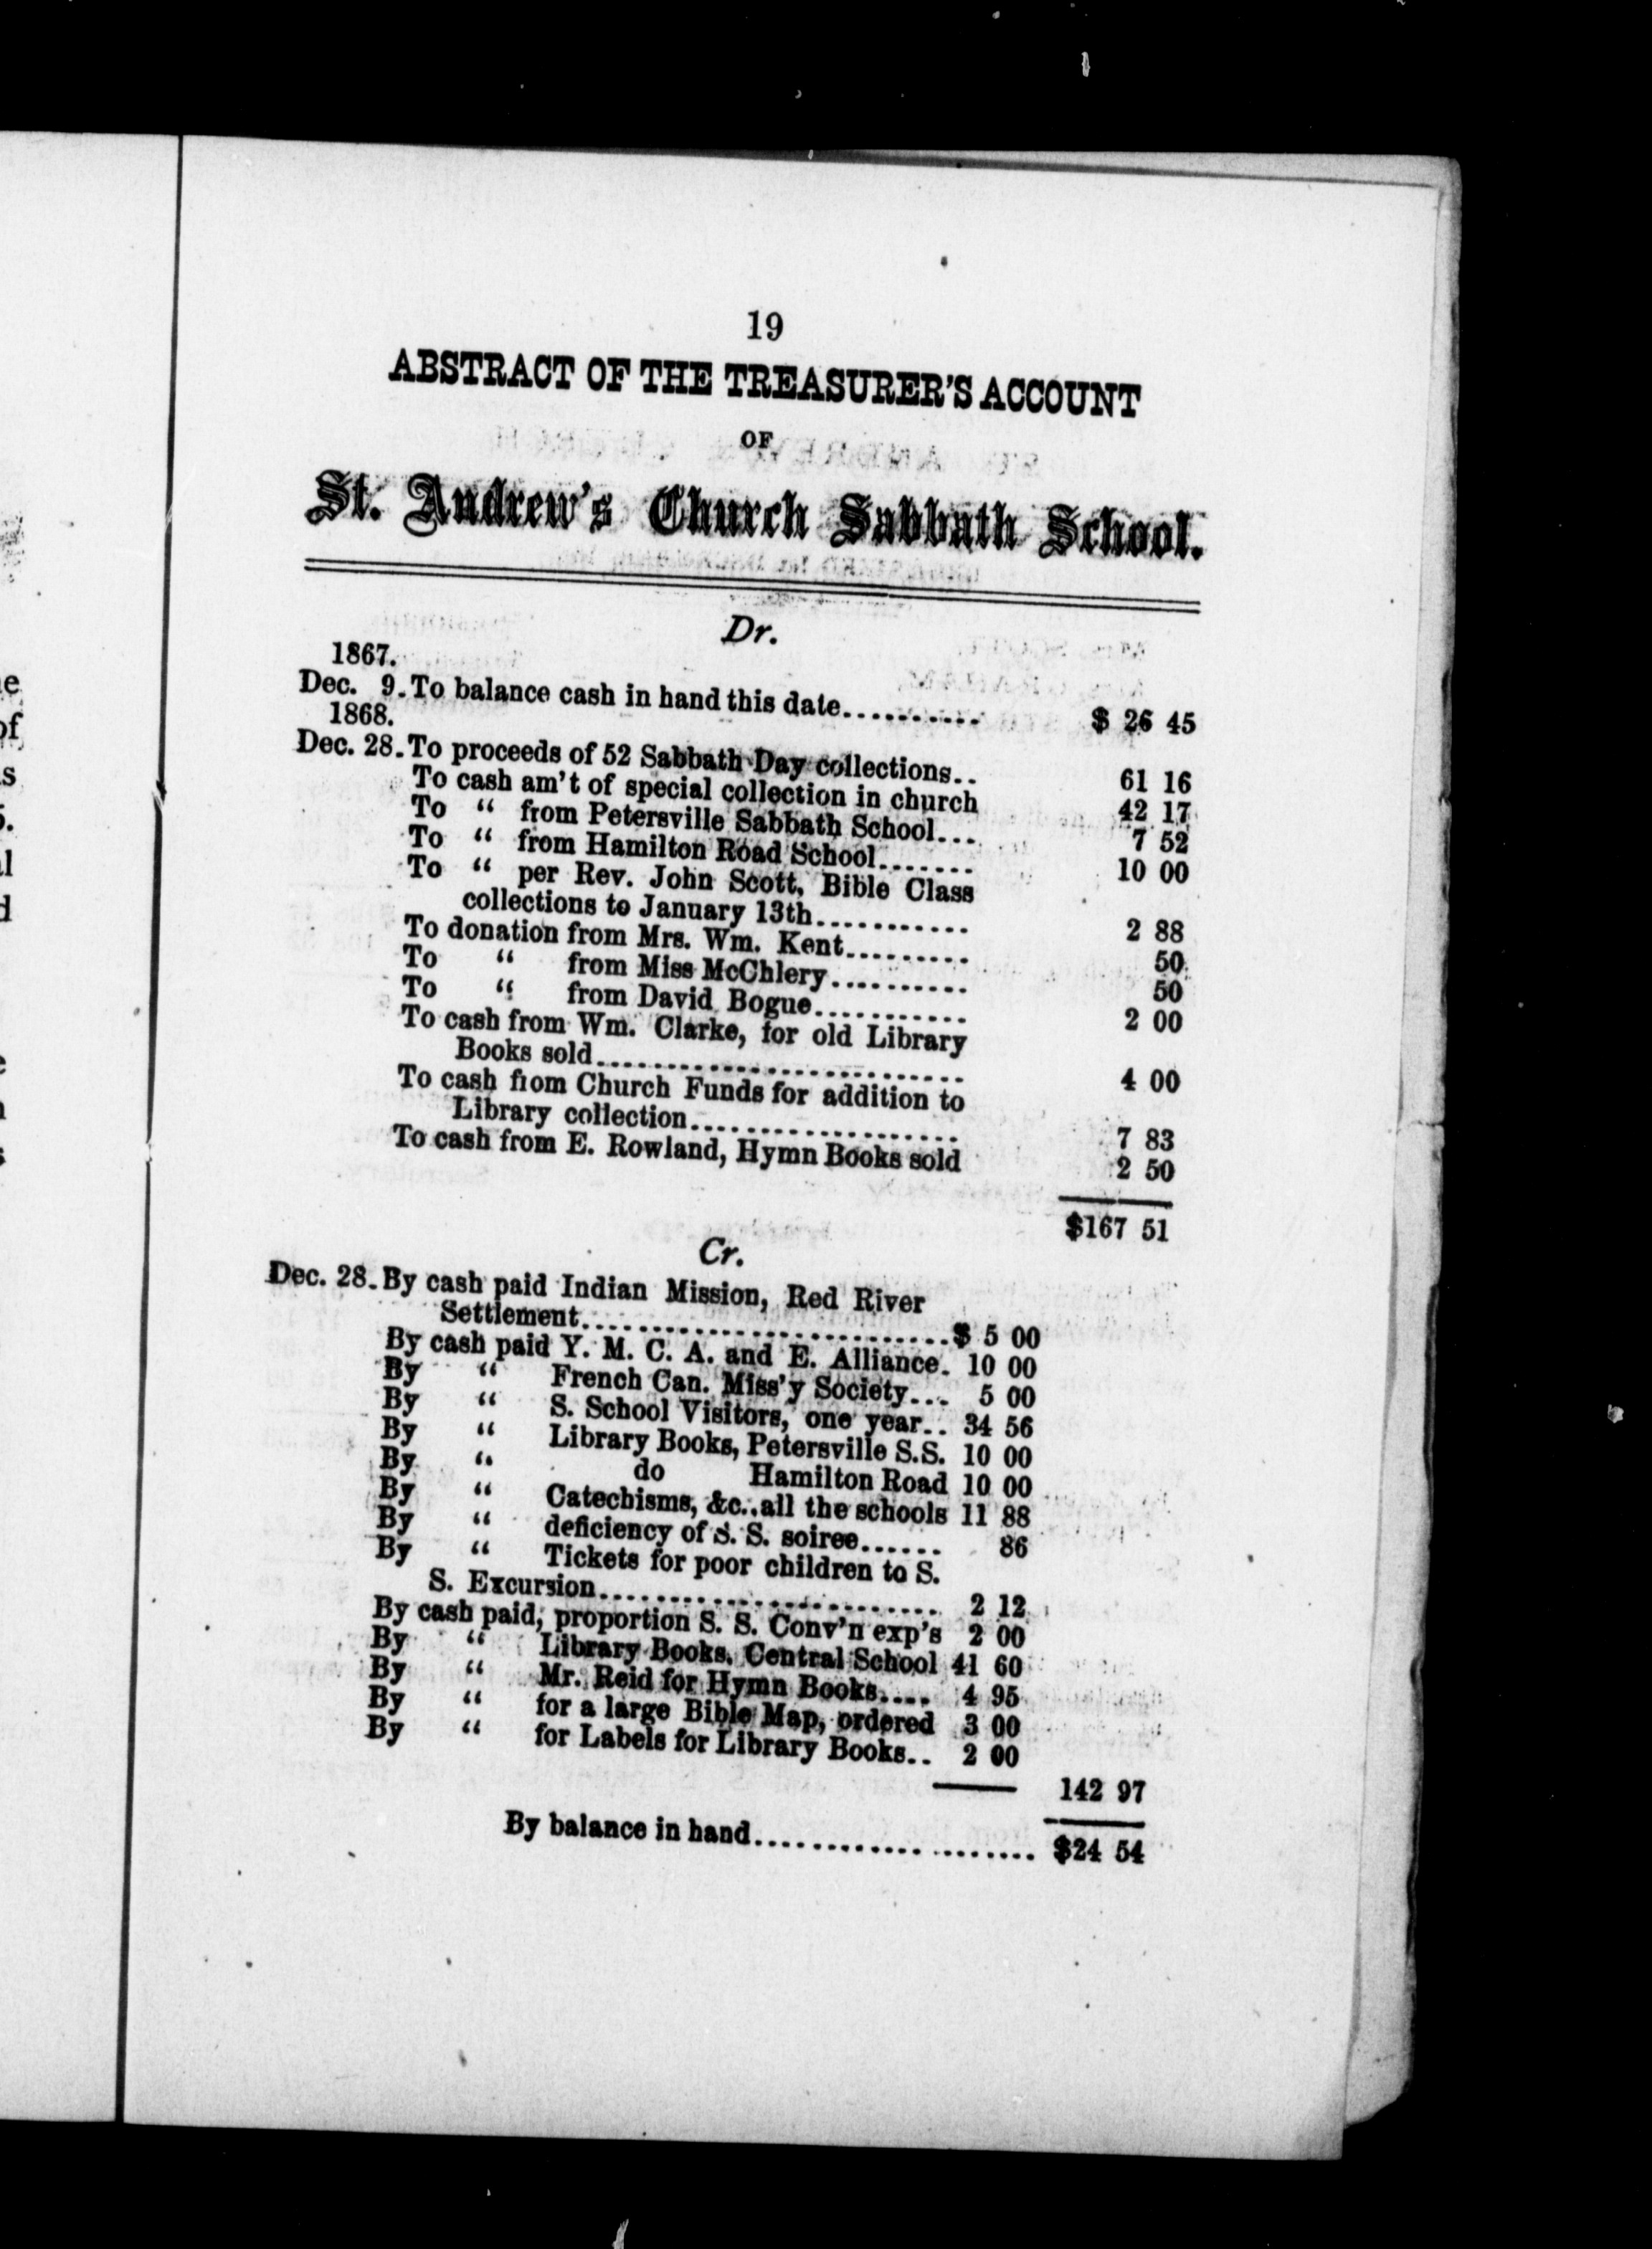 19
ABSTRACT OF THE TREASURER'S ACCOUNT
OF
St. Andrew's Church Sabbath School.
Dr.
1867.
Dec. 9. To balance cash in hand this date........... $ 26 45
1868.
Dec. 28. To proceeds of 52 Sabbath Day collections.. 61 16
To cash am't of special collection in church 42 17
To “ from Petersville Sabbath School... 7 52
To “ from Hamilton Road School....... 10 00
To “ per Rev. John Scott, Bible Class
collections to January 13th........... 2 88
To donation from Mrs. Wm. Kent......... 50
To “ from Miss McChlery.......... 50
To “ from David Bogue........... 2 00
To cash from Wm. Clarke, for old Library
Books sold.......................... 4 00
To cash from Church Funds for addition to
Library collection................... 7 83
To cash from E. Rowland, Hymn Books sold 2 50
$167 51
Cr.
Dec. 28. By cash paid Indian Mission, Red River
Settlement..........................$ 5 00
By cash paid Y. M. C. A. and E. Alliance. 10 00
By “ French Can. Miss'y Society... 5 00
By “ S. School Visitors, one year.. 34 56
By “ Library Books, Petersville S.S. 10 00
By “ do Hamilton Road 10 00
By “ Catechisms, &c., all the schools 11 88
By “ deficiency of S. S. soiree...... 86
By “ Tickets for poor children to S.
S. Excursion........................ 2 12
By cash paid, proportion S. S. Conv'n exp's 2 00
By “ Library Books, Central School 41 60
By “ Mr. Reid for Hymn Books.... 4 95
By “ for a large Bible Map, ordered 3 00
By “ for Labels for Library Books.. 2 00
142 97
By balance in hand.................... $24 54